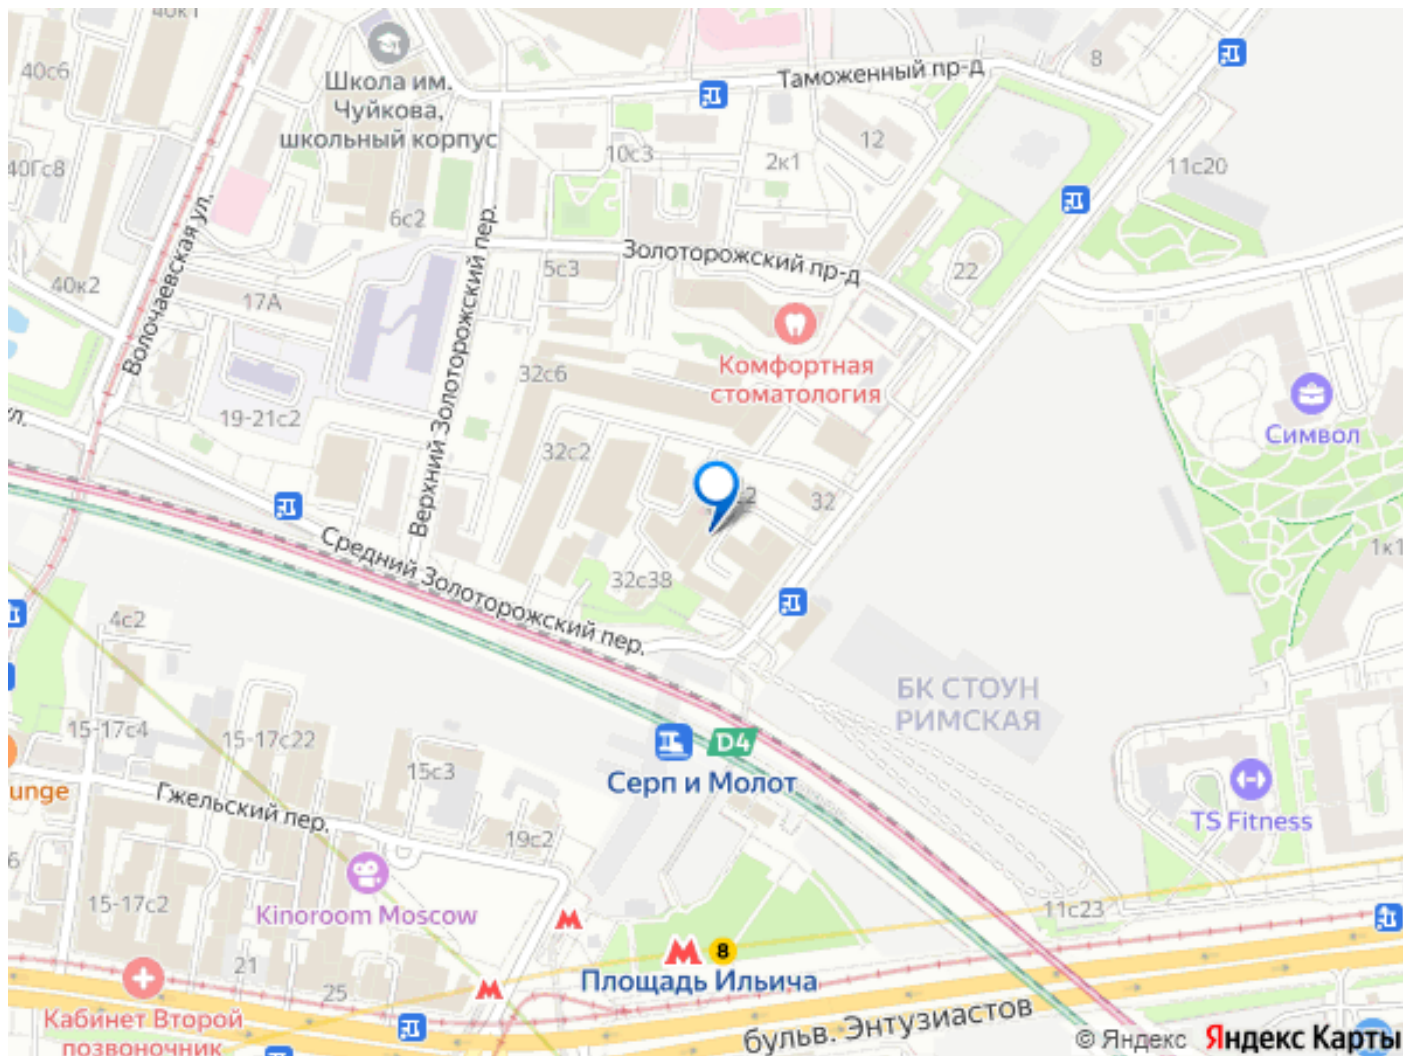 40к1
40с6
Школа им.
Чуйкова,
школьный корпус
Таможенный пр-д
8
12
10с3
2к1
11с20
40Гс8
6с2
Волочаевская ул.
Верхний Золоторожский пер.
Золоторожский пр-д
5с3
22
40к2
17А
Комфортная
стоматология
32с6
19-21с2
ул.
Символ
32с2
32
Средний Золоторожский пер.
32с38
1к1
4с2
БК СТОУН
РИМСКАЯ
15-17с4
15-17с22
15с3
D4
Серп и Молот
unge
Гжельский пер.
19с2
TS Fitness
6
15-17с2
Kinoroom Moscow
11с23
8
Площадь Ильича
21
25
Кабинет Второй
позвоночник
бульв. Энтузиастов
© Яндекс Яндекс Карты